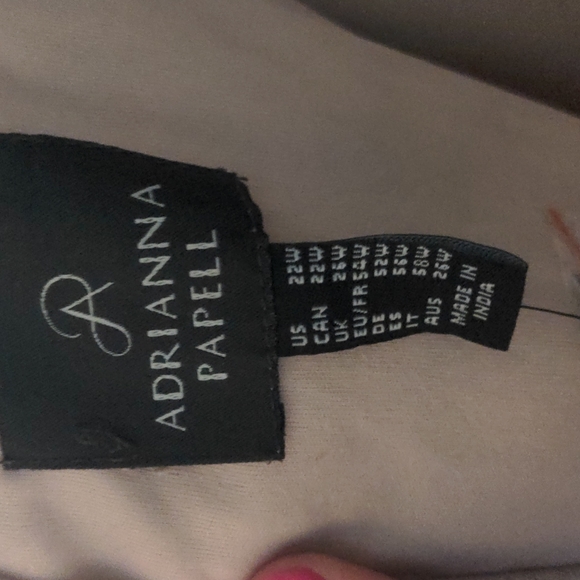 ADRIANNA
PAPELL
US 22W
CAN 22W
UK 26W
EU/FR 54W
DE 52W
ES 56W
IT 58W
AUS 26W
MADE IN
INDIA